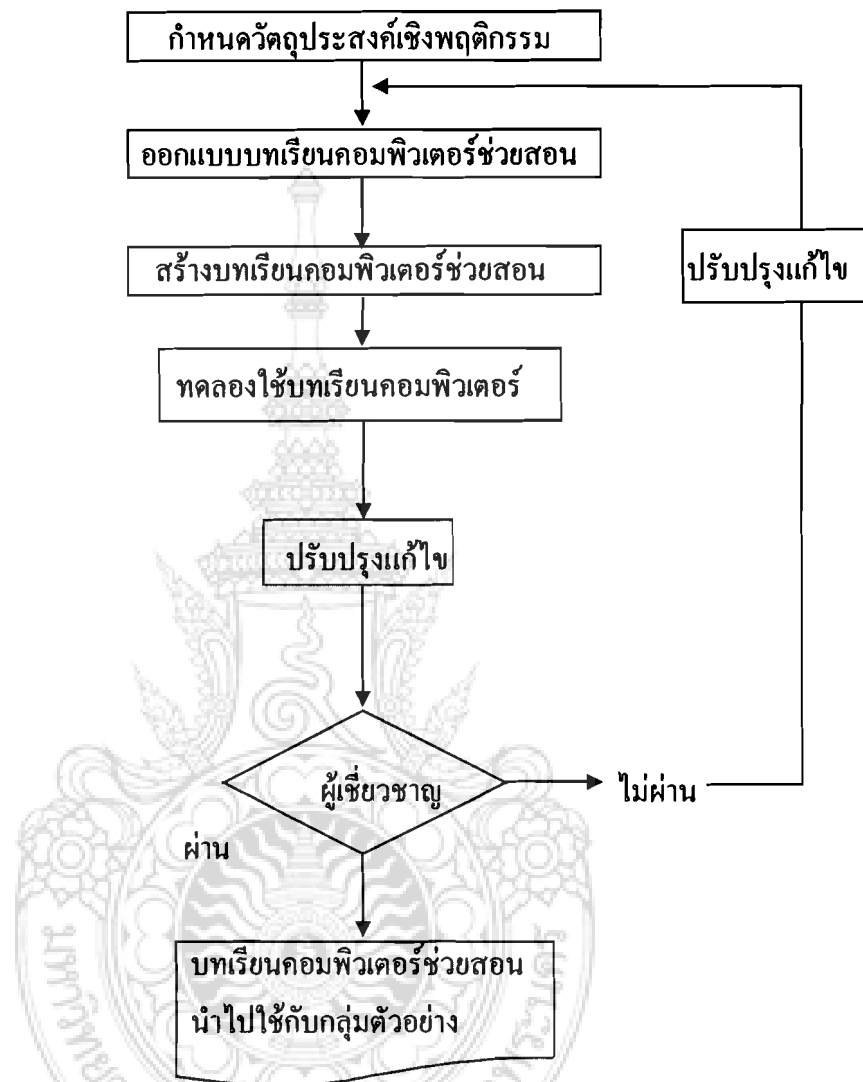 กำหนดวัตถุประสงค์เชิงพฤติกรรม
ออกแบบบทเรียนคอมพิวเตอร์ช่วยสอน
สร้างบทเรียนคอมพิวเตอร์ช่วยสอน
ปรับปรุงแก้ไข
ทดลองใช้บทเรียนคอมพิวเตอร์
ปรับปรุงแก้ไข
ผู้เชี่ยวชาญ
ไม่ผ่าน
ผ่าน
บทเรียนคอมพิวเตอร์ช่วยสอน
นำไปใช้กับกลุ่มตัวอย่าง